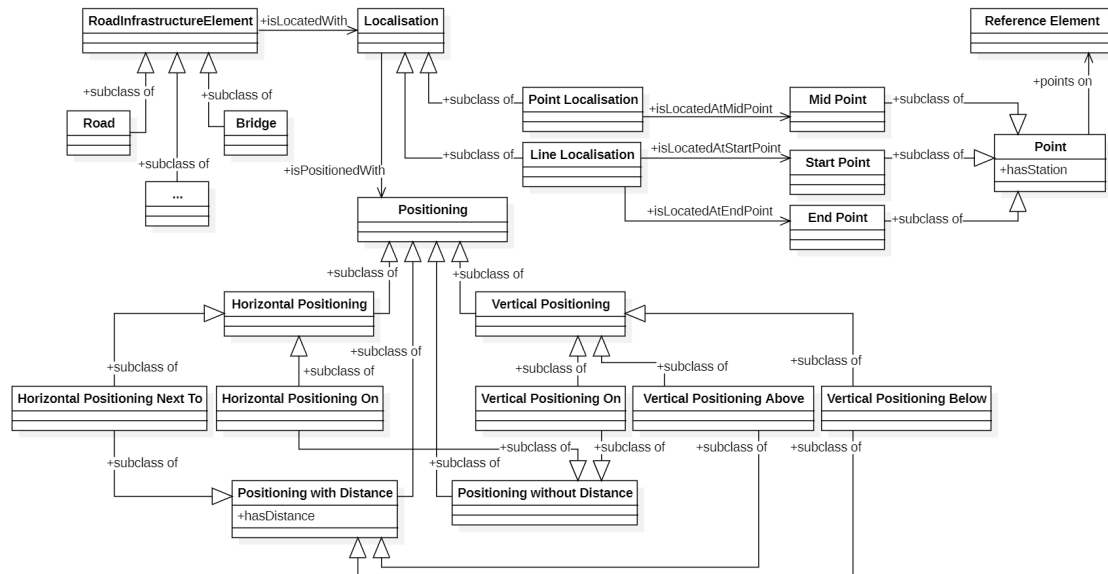 RoadInfrastructureElement
+isLocatedWith
Localisation
Reference Element
+subclass of
+subclass of
+subclass of
Point Localisation
+isLocatedAtMidPoint
Mid Point
+subclass of
+points on
Road
Bridge
+subclass of
Line Localisation
+isLocatedAtStartPoint
Start Point
+subclass of
Point
+hasStation
+subclass of
...
+isPositionedWith
+isLocatedAtEndPoint
End Point
+subclass of
Positioning
+subclass of
+subclass of
Horizontal Positioning
Vertical Positioning
+subclass of
+subclass of
+subclass of
+subclass of
+subclass of
+subclass of
Horizontal Positioning Next To
Horizontal Positioning On
Vertical Positioning On
Vertical Positioning Above
Vertical Positioning Below
+subclass of
+subclass of
+subclass of
+subclass of
+subclass of
+subclass of
Positioning with Distance
+hasDistance
Positioning without Distance